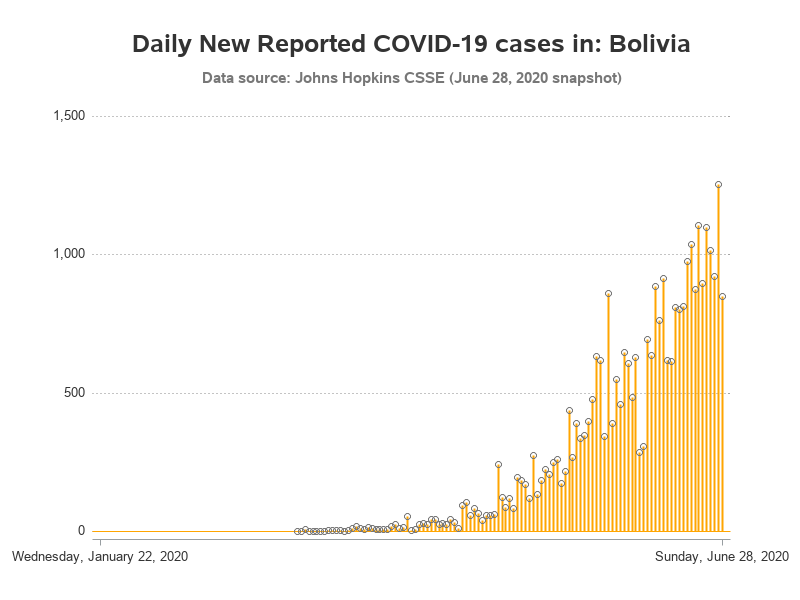 Daily New Reported COVID-19 cases in: Bolivia
Data source: Johns Hopkins CSSE (June 28, 2020 snapshot)
1,500
1,000
500
0
Wednesday, January 22, 2020
Sunday, June 28, 2020